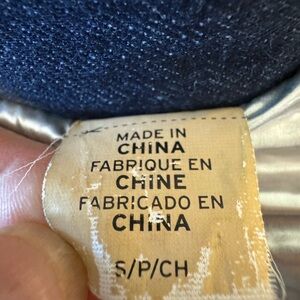 MADE IN
CHINA
FABRIQUE EN
CHINE
FABRICADO EN
CHINA
S/P/CH